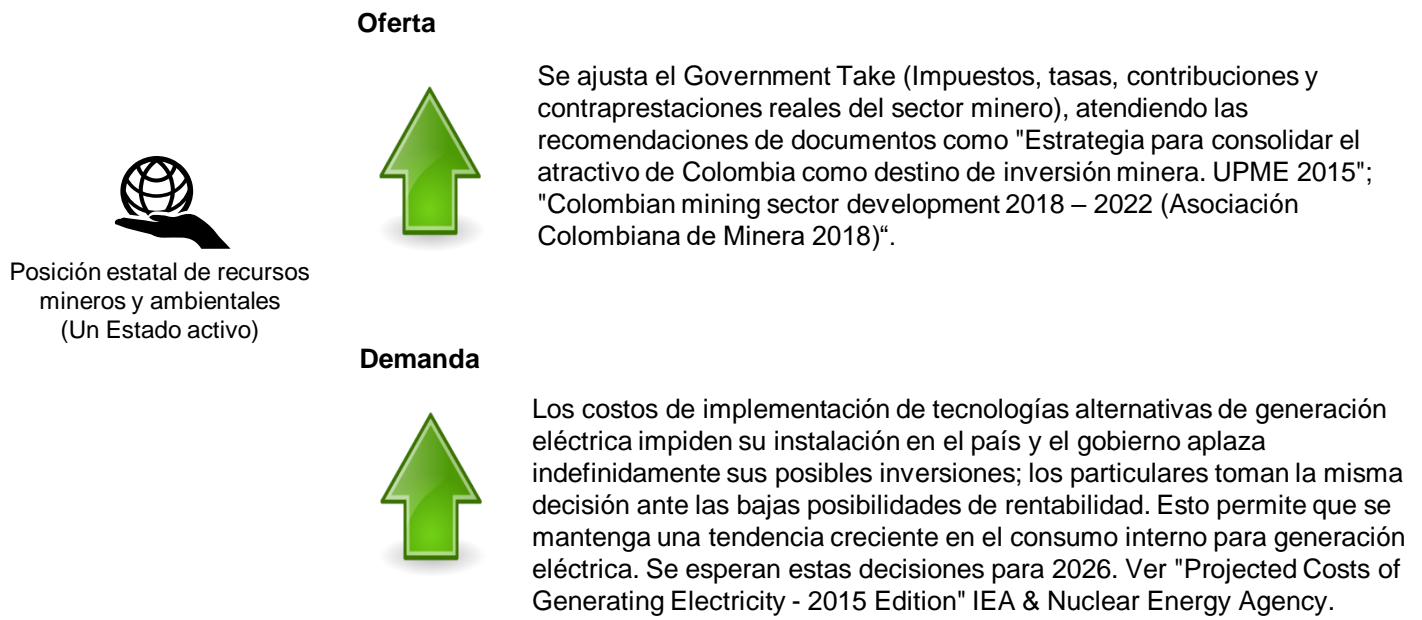 Oferta
Se ajusta el Government Take (Impuestos, tasas, contribuciones y
contraprestaciones reales del sector minero), atendiendo las
recomendaciones de documentos como "Estrategia para consolidar el
atractivo de Colombia como destino de inversión minera. UPME 2015";
"Colombian mining sector development 2018 – 2022 (Asociación
Colombiana de Minera 2018)“.
Posición estatal de recursos
mineros y ambientales
(Un Estado activo)
Demanda
Los costos de implementación de tecnologías alternativas de generación
eléctrica impiden su instalación en el país y el gobierno aplaza
indefinidamente sus posibles inversiones; los particulares toman la misma
decisión ante las bajas posibilidades de rentabilidad. Esto permite que se
mantenga una tendencia creciente en el consumo interno para generación
eléctrica. Se esperan estas decisiones para 2026. Ver "Projected Costs of
Generating Electricity - 2015 Edition" IEA & Nuclear Energy Agency.